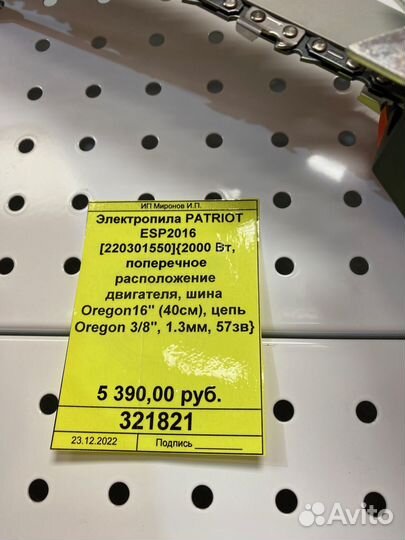 ИП Миронов И.П.
Электропила PATRIOT
ESP2016
[220301550]{2000 Вт,
поперечное
расположение
двигателя, шина
Oregon16" (40см), цепь
Oregon 3/8", 1.3мм, 57зв}
5 390,00 руб.
321821
23.12.2022 Подпись ________
Avito